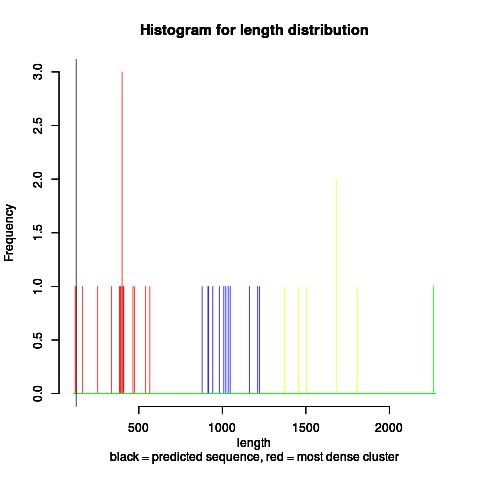 Histogram for length distribution
Frequency
3.0
2.5
2.0
1.5
1.0
0.5
0.0
500 1000 1500 2000
length
black = predicted sequence, red = most dense cluster